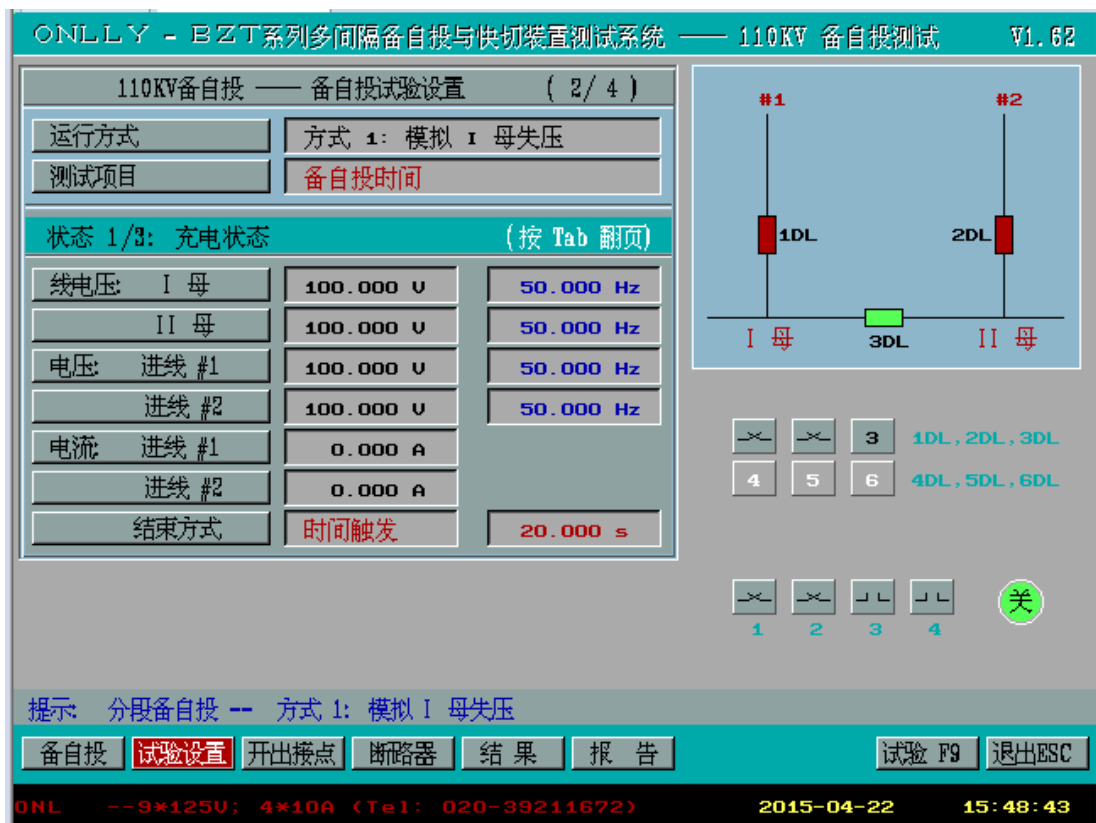 ONLLY - BZT系列多间隔备自投与快切装置测试系统 —— 110KV 备自投测试 V1.62
110KV备自投 —— 备自投试验设置 ( 2/ 4 )
运行方式 方式 1: 模拟 I 母失压
测试项目 备自投时间
状态 1/3: 充电状态 (按 Tab 翻页)
线电压: I 母 100.000 V 50.000 Hz
II 母 100.000 V 50.000 Hz
电压: 进线 #1 100.000 V 50.000 Hz
进线 #2 100.000 V 50.000 Hz
电流: 进线 #1 0.000 A
进线 #2 0.000 A
结束方式 时间触发 20.000 s
#1 #2
1DL 2DL
I 母 3DL II 母
3 1DL,2DL,3DL
4 5 6 4DL,5DL,6DL
关
1 2 3 4
提示: 分段备自投 -- 方式 1: 模拟 I 母失压
备自投 试验设置 开出接点 断路器 结 果 报 告 试验 F9 退出ESC
ONL --9*125V; 4*10A (Tel: 020-39211672) 2015-04-22 15:48:43